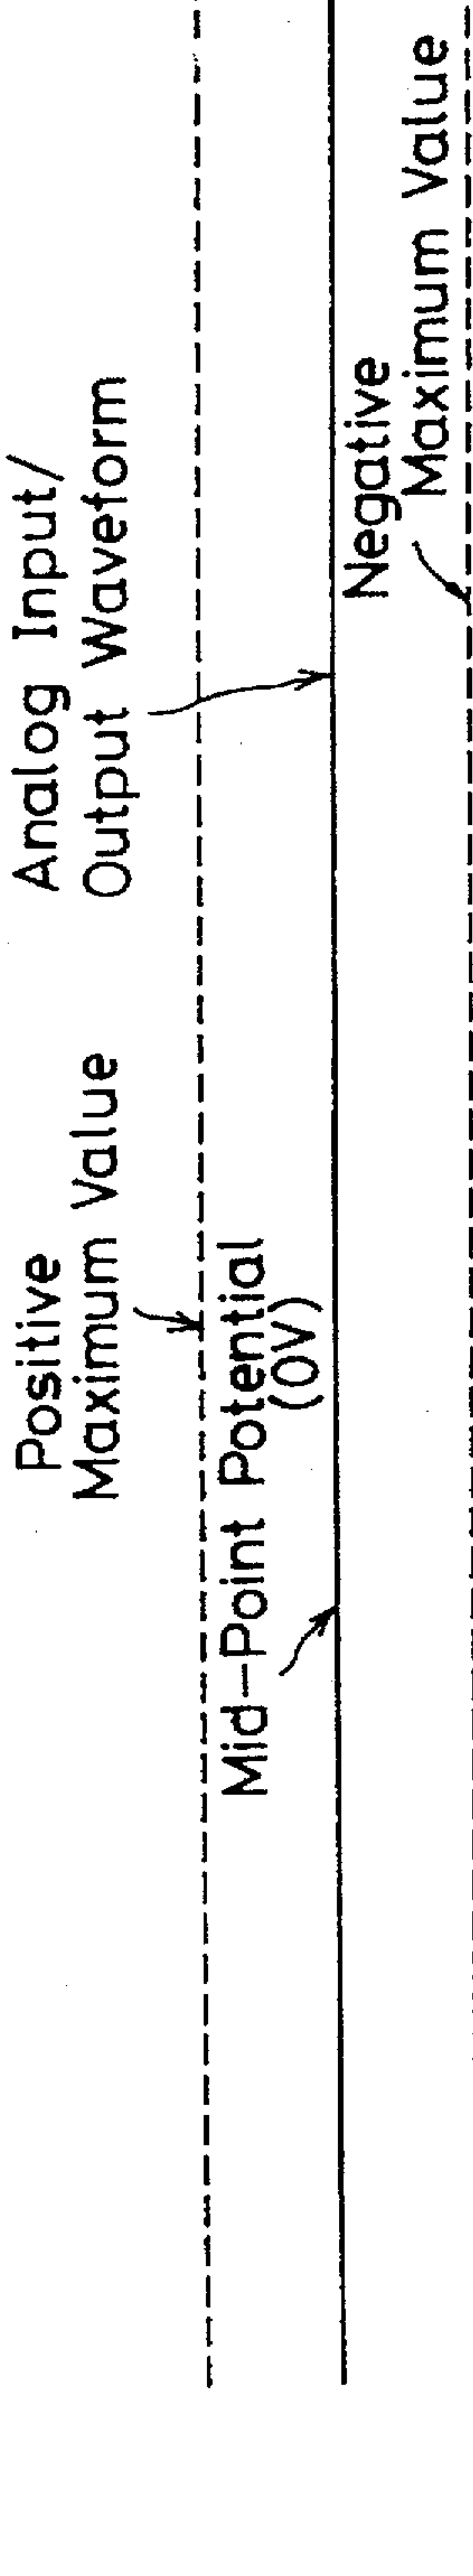 Positive
Maximum Value
Analog Input/
Output Waveform
Mid-Point Potential
(0V)
Negative
Maximum Value